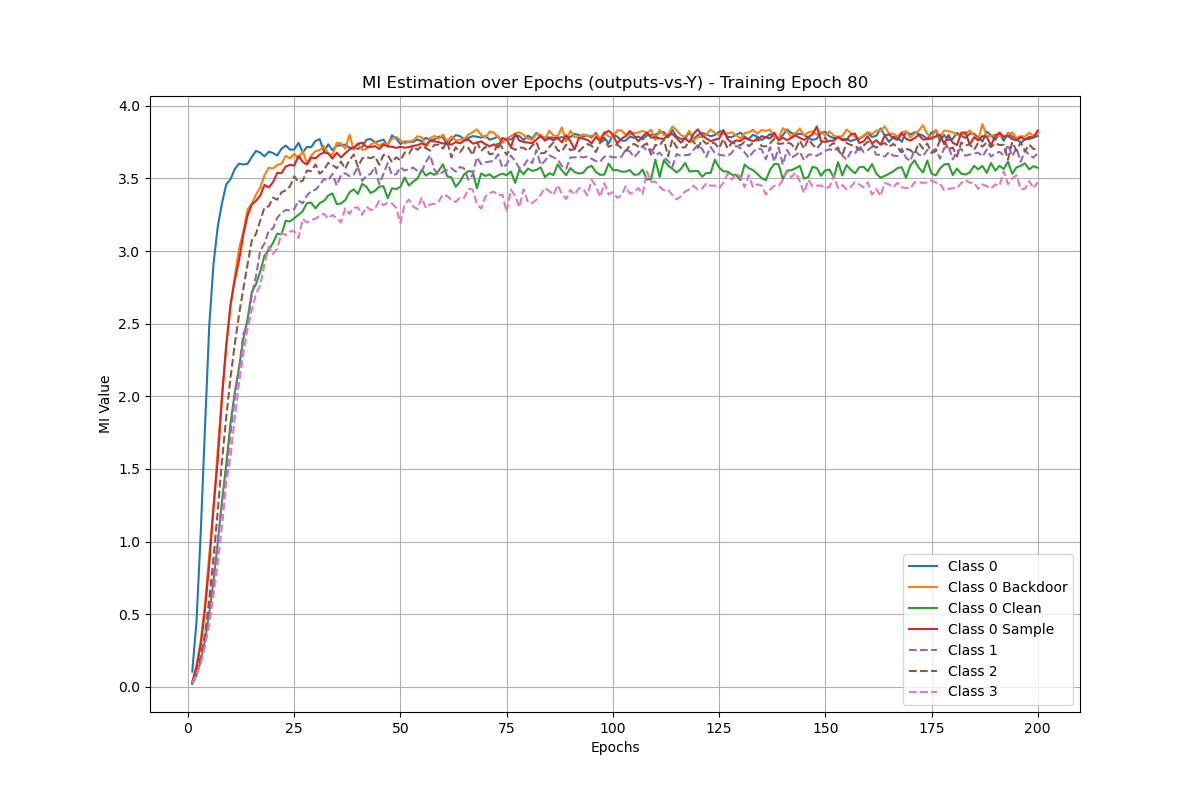 MI Estimation over Epochs (outputs-vs-Y) - Training Epoch 80
MI Value
4.0
3.5
3.0
2.5
2.0
1.5
1.0
0.5
0.0
0 25 50 75 100 125 150 175 200
Epochs
Class 0
Class 0 Backdoor
Class 0 Clean
Class 0 Sample
Class 1
Class 2
Class 3